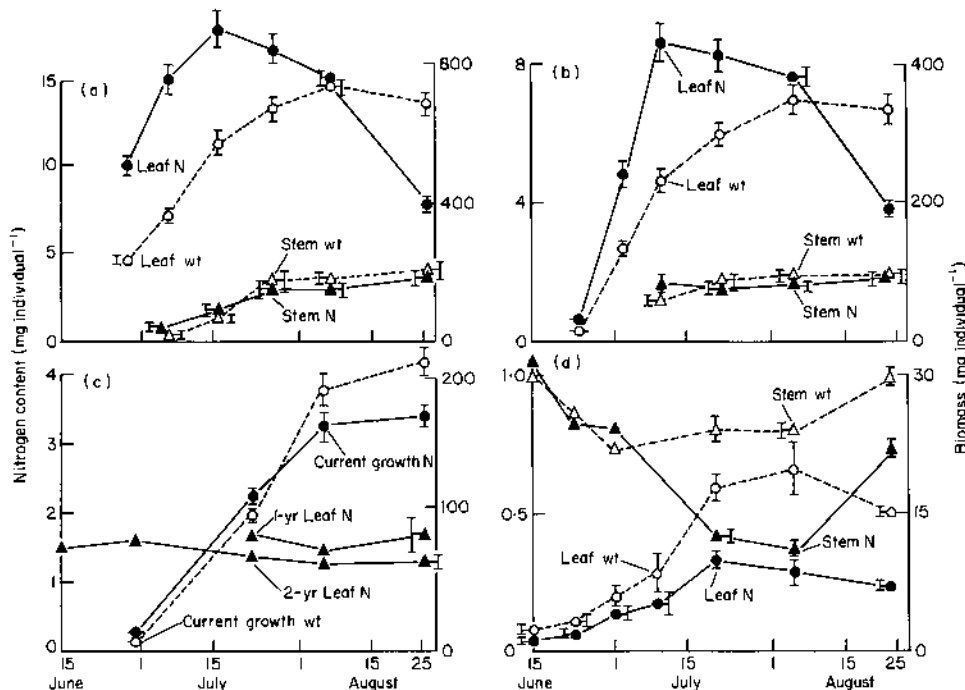 Nitrogen content (mg individual⁻¹)
Biomass (mg individual⁻¹)
(a)
15
10
5
0
800
400
0
Leaf N
Leaf wt
Stem wt
Stem N
(b)
8
4
0
400
200
0
Leaf N
Leaf wt
Stem wt
Stem N
(c)
4
3
2
1
0
200
100
0
Current growth N
1-yr Leaf N
2-yr Leaf N
Current growth wt
15 1 15 1 15 25
June July August
(d)
1.0
0.5
0
30
15
0
Stem wt
Leaf wt
Stem N
Leaf N
15 1 15 1 15 25
June July August